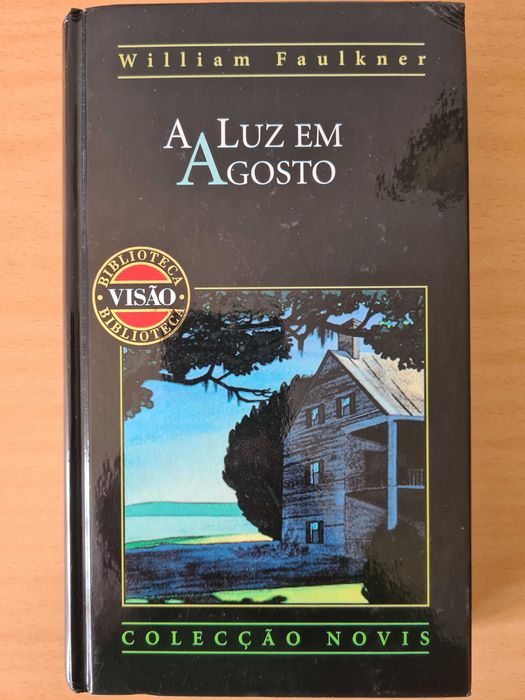 William Faulkner
A LUZ EM
AGOSTO
BIBLIOTECA
VISÃO
BIBLIOTECA
COLECÇÃO NOVIS